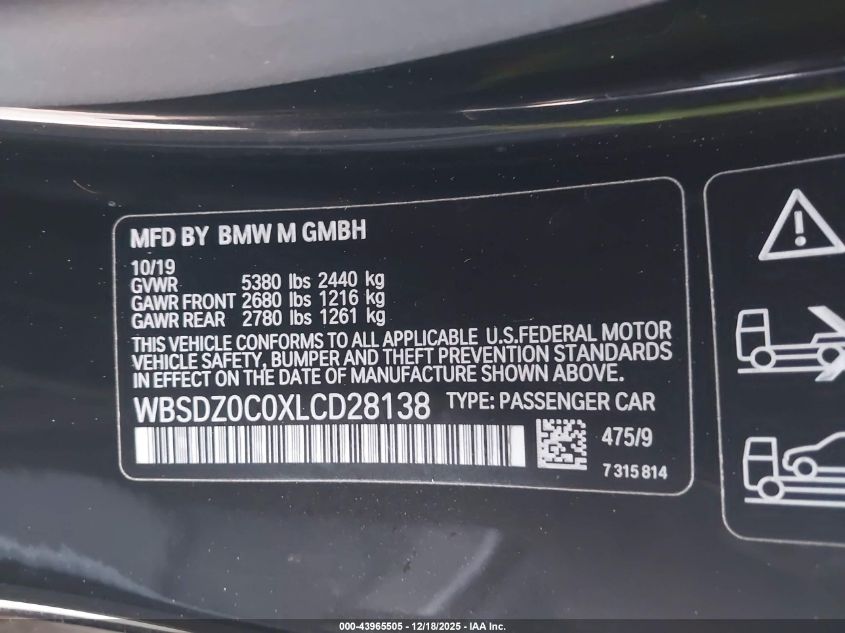 MFD BY BMW M GMBH
10/19
GVWR 5380 lbs 2440 kg
GAWR FRONT 2680 lbs 1216 kg
GAWR REAR 2780 lbs 1261 kg
THIS VEHICLE CONFORMS TO ALL APPLICABLE U.S.FEDERAL MOTOR
VEHICLE SAFETY, BUMPER AND THEFT PREVENTION STANDARDS
IN EFFECT ON THE DATE OF MANUFACTURE SHOWN ABOVE.
WBSDZ0C0XLCD28138 TYPE: PASSENGER CAR
475/9
7 315 814
000-43965505 - 12/18/2025 - IAA Inc.